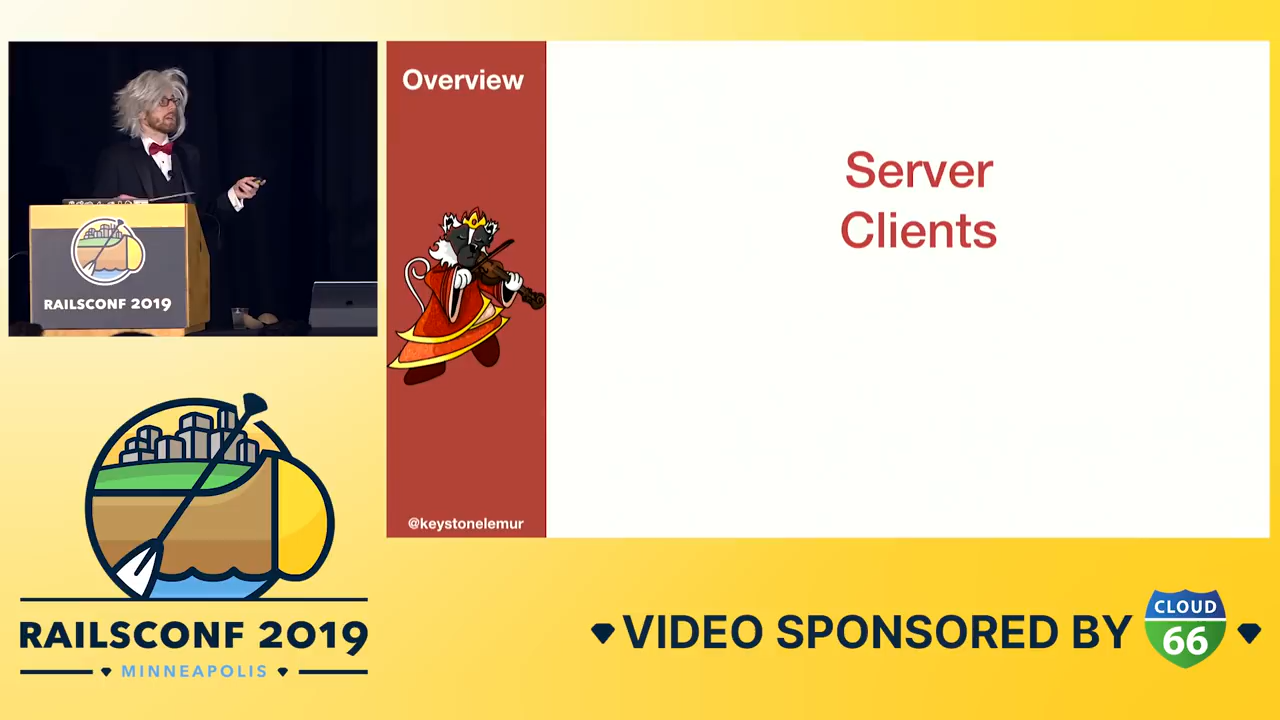 Overview
Server
Clients
@keystonelemur
RAILSCONF 2019
RAILSCONF 2019
MINNEAPOLIS
VIDEO SPONSORED BY
CLOUD
66